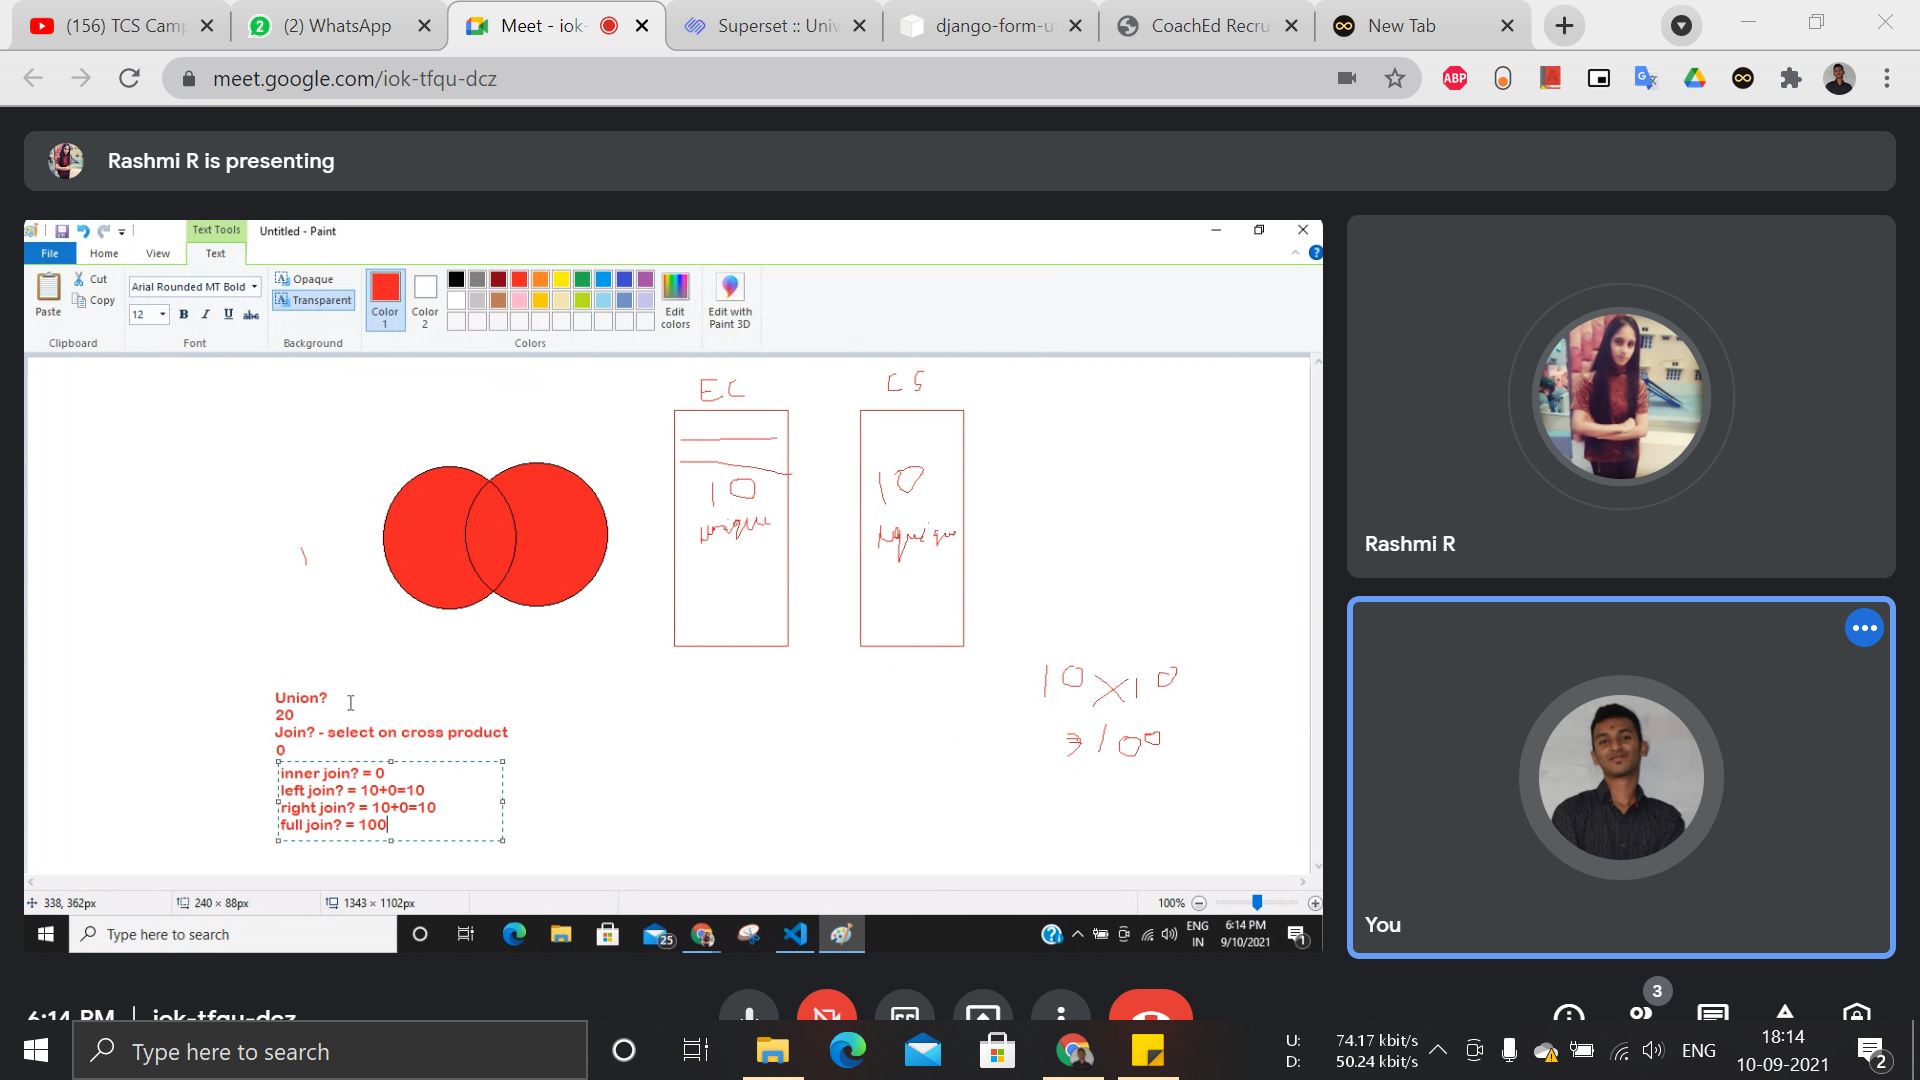 (156) TCS Camp
(2) WhatsApp
Meet - iok-
Superset :: Univ
django-form-u
CoachEd Recru
New Tab
meet.google.com/iok-tfqu-dcz
ABP
Rashmi R is presenting
Text Tools
Untitled - Paint
File
Home
View
Text
Paste
Cut
Copy
Clipboard
Arial Rounded MT Bold
12
B I U abc
Font
Opaque
Transparent
Background
Color 1
Color 2
Edit colors
Edit with Paint 3D
Colors
EC
CS
10
unique
10
10 X 10
100
Union?
20
Join? - select on cross product
0
inner join? = 0
left join? = 10+0=10
right join? = 10+0=10
full join? = 100
338, 362px
240 × 88px
1343 × 1102px
100%
Type here to search
25
ENG
IN
6:14 PM
9/10/2021
1
Rashmi R
You
3
6:14 PM | iok-tfqu-dcz
Type here to search
U: 74.17 kbit/s
D: 50.24 kbit/s
ENG
18:14
10-09-2021
2